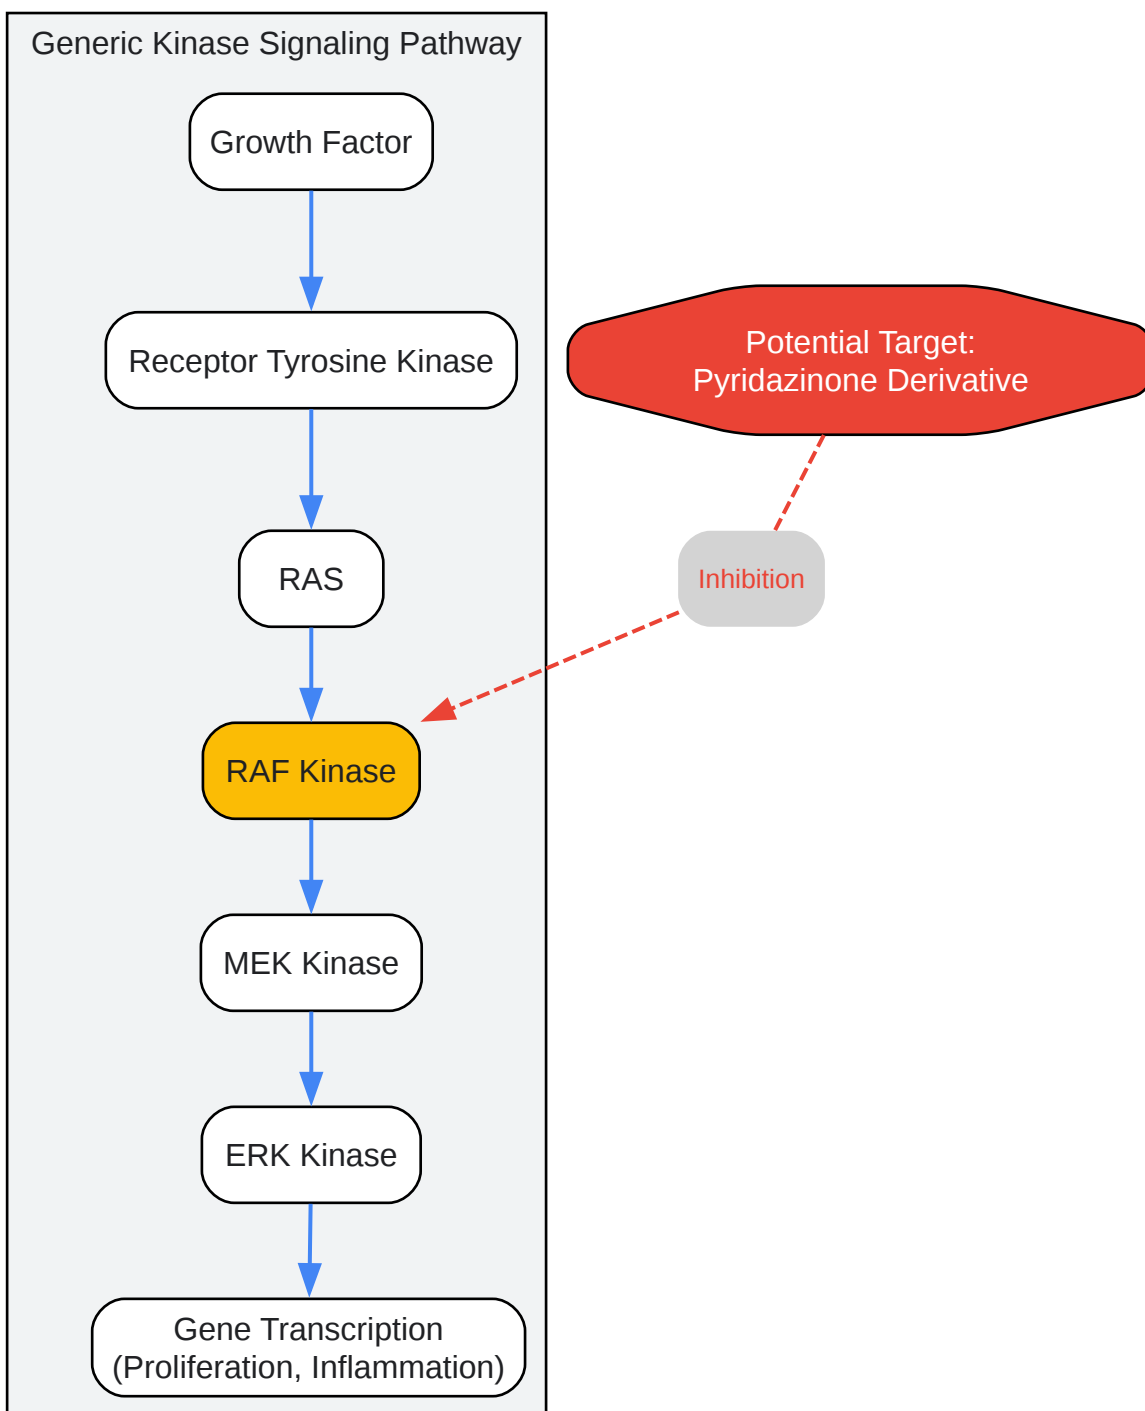 Generic Kinase Signaling Pathway
Growth Factor
Receptor Tyrosine Kinase
Potential Target:
Pyridazinone Derivative
RAS
Inhibition
RAF Kinase
MEK Kinase
ERK Kinase
Gene Transcription
(Proliferation, Inflammation)